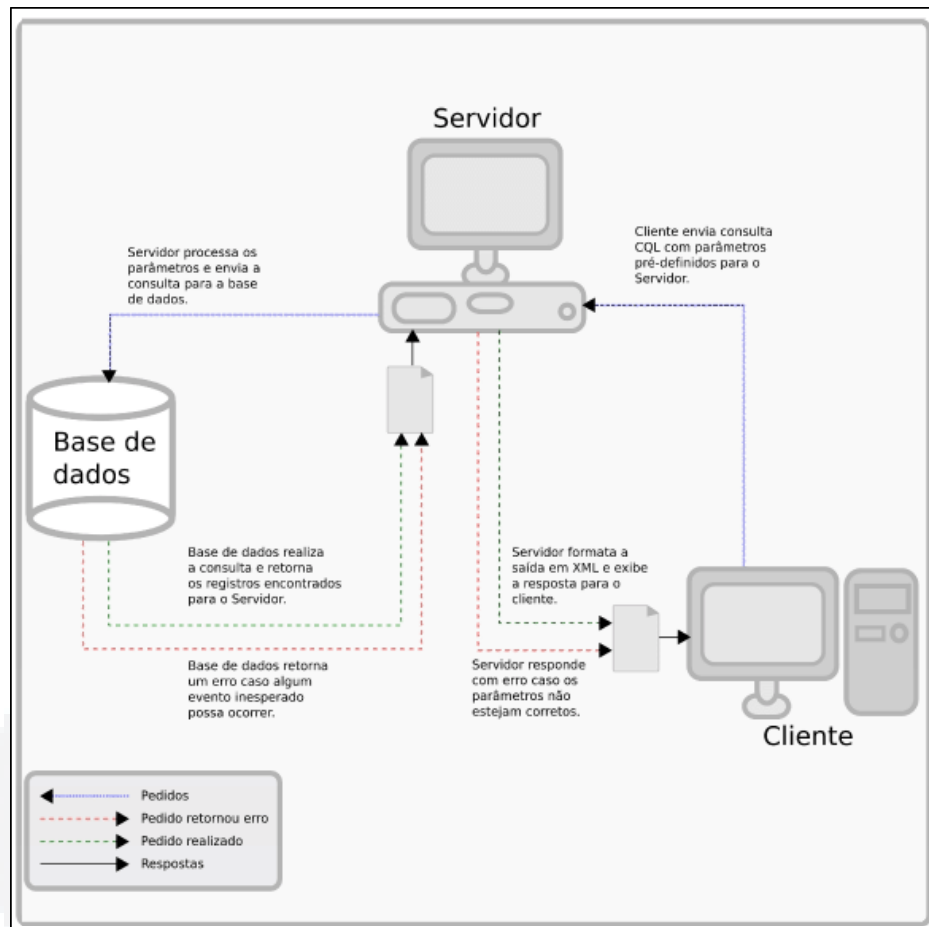 Servidor
Cliente envia consulta
CQL com parâmetros
pré-definidos para o
Servidor.
Servidor processa os
parâmetros e envia a
consulta para a base
de dados.
Base de
dados
Base de dados realiza
a consulta e retorna
os registros encontrados
para o Servidor.
Servidor formata a
saída em XML e exibe
a resposta para o
cliente.
Base de dados retorna
um erro caso algum
evento inesperado
possa ocorrer.
Servidor responde
com erro caso os
parâmetros não
estejam corretos.
Cliente
Pedidos
Pedido retornou erro
Pedido realizado
Respostas